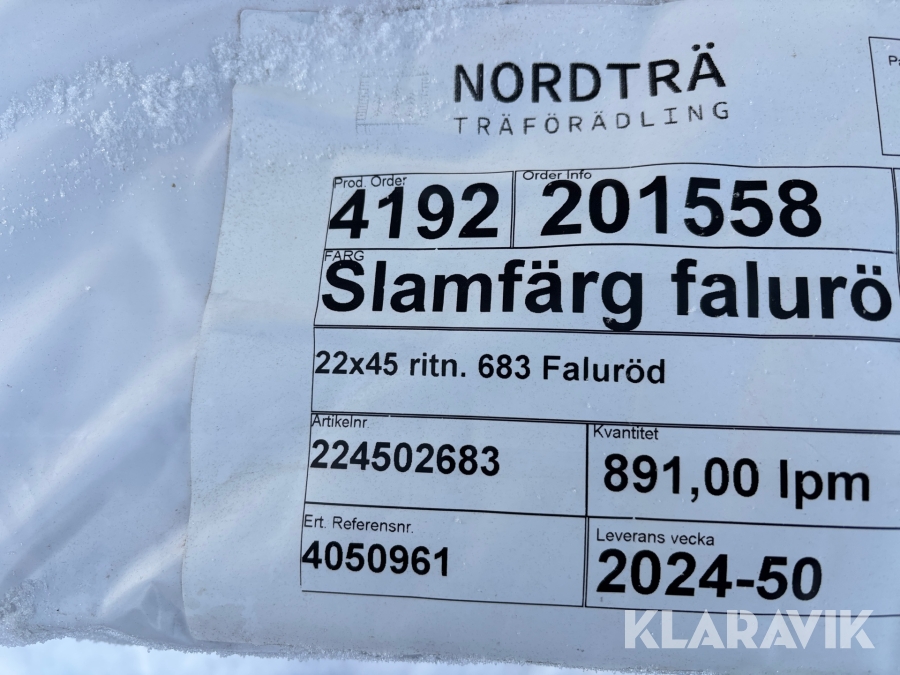 NORDTRÄ
TRÄFÖRÄDLING
Prod. Order
4192
Order Info
201558
FÄRG
Slamfärg falurö
22x45 ritn. 683 Faluröd
Artikelnr.
224502683
Kvantitet
891,00 lpm
Ert. Referensnr.
4050961
Leverans vecka
2024-50
KLARAVIK